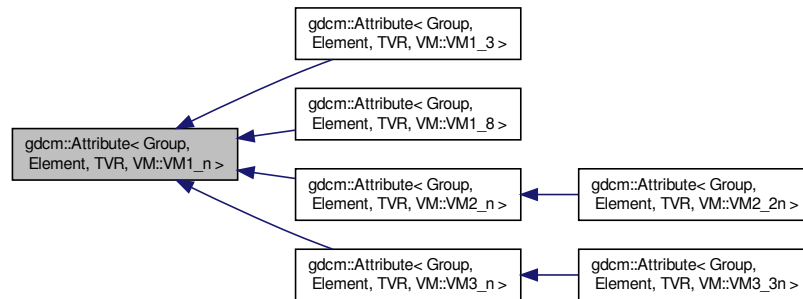 gdcm::Attribute< Group,
Element, TVR, VM::VM1_3 >
gdcm::Attribute< Group,
Element, TVR, VM::VM1_8 >
gdcm::Attribute< Group,
Element, TVR, VM::VM1_n >
gdcm::Attribute< Group,
Element, TVR, VM::VM2_n >
gdcm::Attribute< Group,
Element, TVR, VM::VM2_2n >
gdcm::Attribute< Group,
Element, TVR, VM::VM3_n >
gdcm::Attribute< Group,
Element, TVR, VM::VM3_3n >